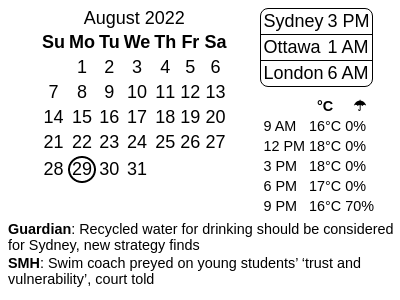 August 2022
Su Mo Tu We Th Fr Sa
1 2 3 4 5 6
7 8 9 10 11 12 13
14 15 16 17 18 19 20
21 22 23 24 25 26 27
28 29 30 31
Sydney 3 PM
Ottawa 1 AM
London 6 AM
°C ☂
9 AM 16°C 0%
12 PM 18°C 0%
3 PM 18°C 0%
6 PM 17°C 0%
9 PM 16°C 70%
Guardian: Recycled water for drinking should be considered
for Sydney, new strategy finds
SMH: Swim coach preyed on young students’ ‘trust and
vulnerability’, court told